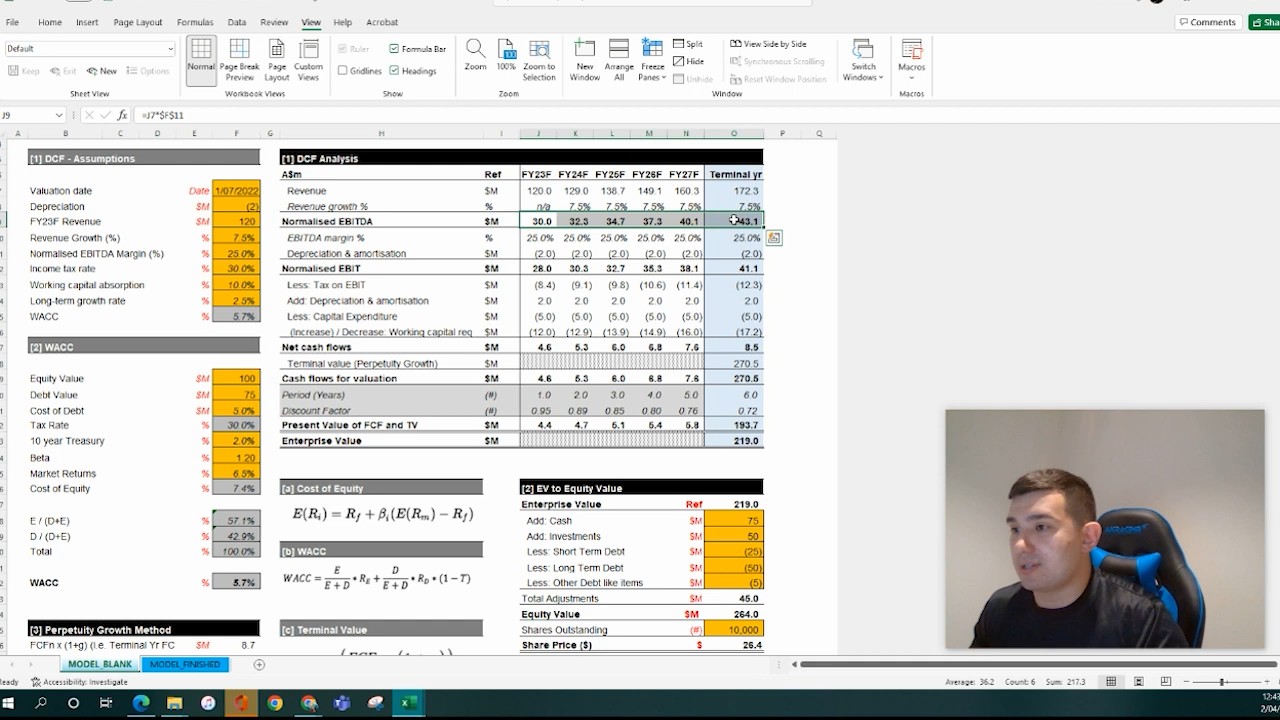 File Home Insert Page Layout Formulas Data Review View Help Acrobat Comments Sha
Default
Keep Exit New Options
Sheet View
Normal Page Break Preview Page Layout Custom Views
Workbook Views
Ruler Formula Bar
Gridlines Headings
Show
Zoom 100% Zoom to Selection
Zoom
New Window Arrange All Freeze Panes
Split
Hide
Unhide
View Side by Side
Synchronous Scrolling
Reset Window Position
Window
Switch Windows
Macros
Macros
J9 fx =J7*$F$11
A B C D E F G H I J K L M N O P Q
[1] DCF - Assumptions
Valuation date Date 1/07/2022
Depreciation $M (2)
FY23F Revenue $M 120
Revenue Growth (%) % 7.5%
Normalised EBITDA Margin (%) % 25.0%
Income tax rate % 30.0%
Working capital absorption % 10.0%
Long-term growth rate % 2.5%
WACC % 5.7%
[2] WACC
Equity Value $M 100
Debt Value $M 75
Cost of Debt $M 5.0%
Tax Rate % 30.0%
10 year Treasury % 2.0%
Beta % 1.20
Market Returns % 6.5%
Cost of Equity % 7.4%
E / (D+E) % 57.1%
D / (D+E) % 42.9%
Total % 100.0%
WACC % 5.7%
[3] Perpetuity Growth Method
FCFn x (1+g) (i.e. Terminal Yr FC $M 8.7
[1] DCF Analysis
A$m Ref FY23F FY24F FY25F FY26F FY27F Terminal yr
Revenue $M 120.0 129.0 138.7 149.1 160.3 172.3
Revenue growth % % n/a 7.5% 7.5% 7.5% 7.5% 7.5%
Normalised EBITDA $M 30.0 32.3 34.7 37.3 40.1 43.1
EBITDA margin % % 25.0% 25.0% 25.0% 25.0% 25.0% 25.0%
Depreciation & amortisation $M (2.0) (2.0) (2.0) (2.0) (2.0) (2.0)
Normalised EBIT $M 28.0 30.3 32.7 35.3 38.1 41.1
Less: Tax on EBIT $M (8.4) (9.1) (9.8) (10.6) (11.4) (12.3)
Add: Depreciation & amortisation $M 2.0 2.0 2.0 2.0 2.0 2.0
Less: Capital Expenditure $M (5.0) (5.0) (5.0) (5.0) (5.0) (5.0)
(Increase) / Decrease: Working capital req $M (12.0) (12.9) (13.9) (14.9) (16.0) (17.2)
Net cash flows $M 4.6 5.3 6.0 6.8 7.6 8.5
Terminal value (Perpetuity Growth) $M 270.5
Cash flows for valuation $M 4.6 5.3 6.0 6.8 7.6 270.5
Period (Years) (#) 1.0 2.0 3.0 4.0 5.0 6.0
Discount Factor (#) 0.95 0.89 0.85 0.80 0.76 0.72
Present Value of FCF and TV $M 4.4 4.7 5.1 5.4 5.8 193.7
Enterprise Value $M 219.0
[a] Cost of Equity
E(Ri) = Rf + βi(E(Rm) − Rf)
[b] WACC
WACC = E / (E + D) * RE + D / (E + D) * RD * (1 − T)
[c] Terminal Value
[2] EV to Equity Value
Enterprise Value Ref 219.0
Add: Cash $M 75
Add: Investments $M 50
Less: Short Term Debt $M (25)
Less: Long Term Debt $M (50)
Less: Other Debt like items $M (5)
Total Adjustments $M 45.0
Equity Value $M 264.0
Shares Outstanding (#) 10,000
Share Price ($) $ 26.4
AKRACING
MODEL_BLANK MODEL_FINISHED
Ready Accessibility: Investigate Average: 36.2 Count: 6 Sum: 217.3